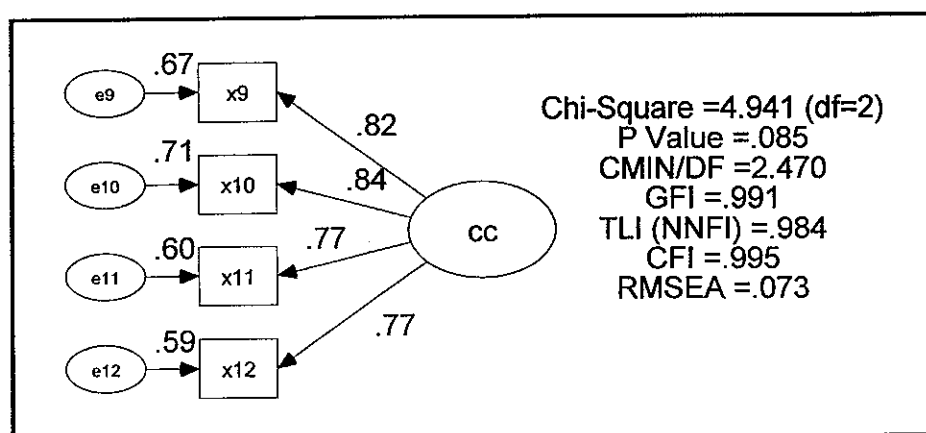 .67
e9
x9
.82
.71
e10
x10
.84
.60
e11
x11
.77
.59
e12
x12
.77
cc
Chi-Square =4.941 (df=2)
P Value =.085
CMIN/DF =2.470
GFI =.991
TLI (NNFI) =.984
CFI =.995
RMSEA =.073